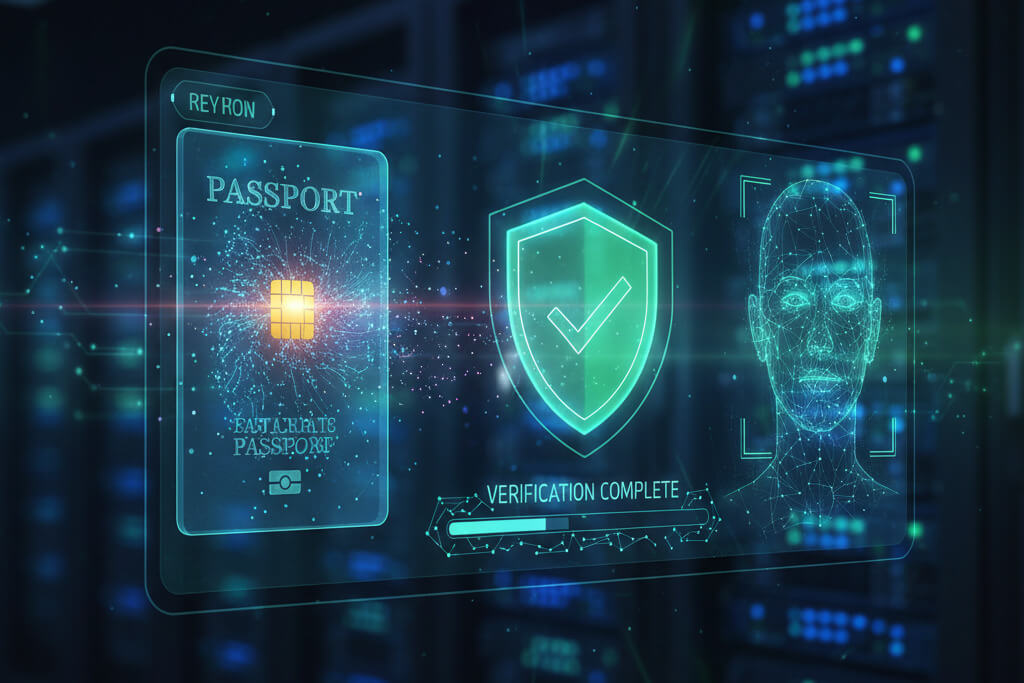 REYRON
PASSPORT
PASSPORT
VERIFICATION COMPLETE